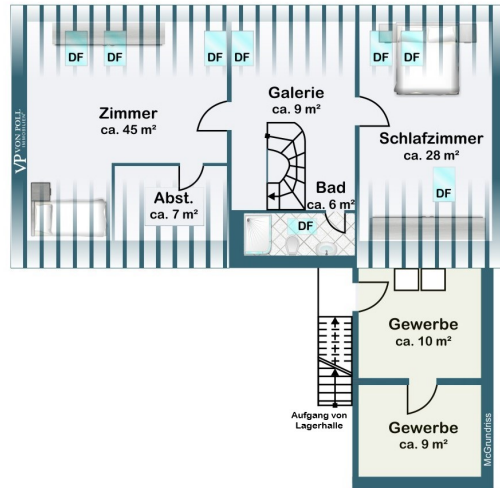 DF
DF
DF
DF
DF
DF
Zimmer
ca. 45 m²
Galerie
ca. 9 m²
Schlafzimmer
ca. 28 m²
DF
Abst.
ca. 7 m²
Bad
ca. 6 m²
DF
VP VON POLL
IMMOBILIEN
Gewerbe
ca. 10 m²
Aufgang von
Lagerhalle
Gewerbe
ca. 9 m²
McGrundriss